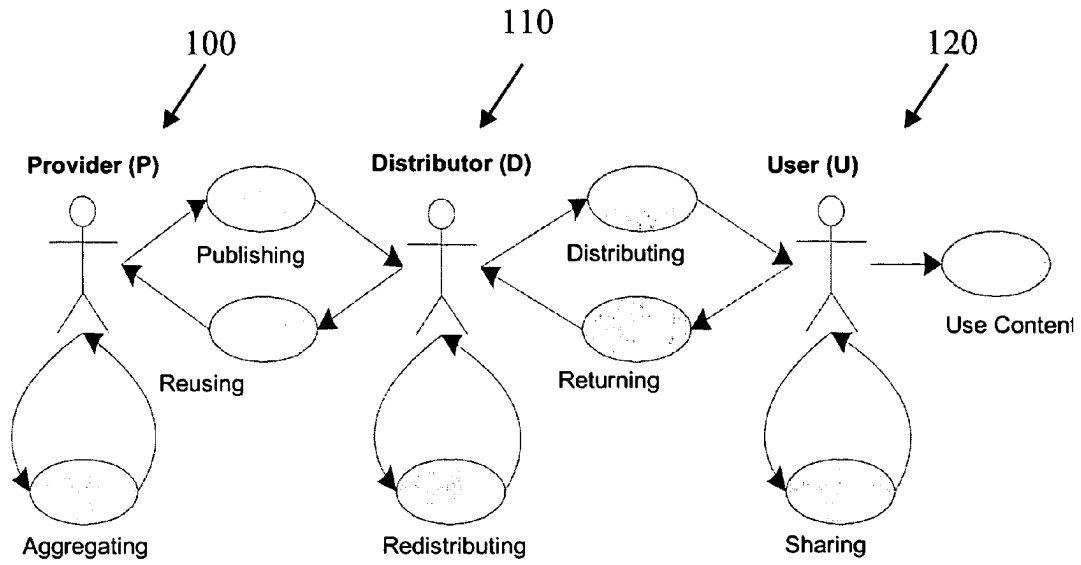 100
110
120
Provider (P)
Distributor (D)
User (U)
Publishing
Distributing
Use Content
Reusing
Returning
Aggregating
Redistributing
Sharing